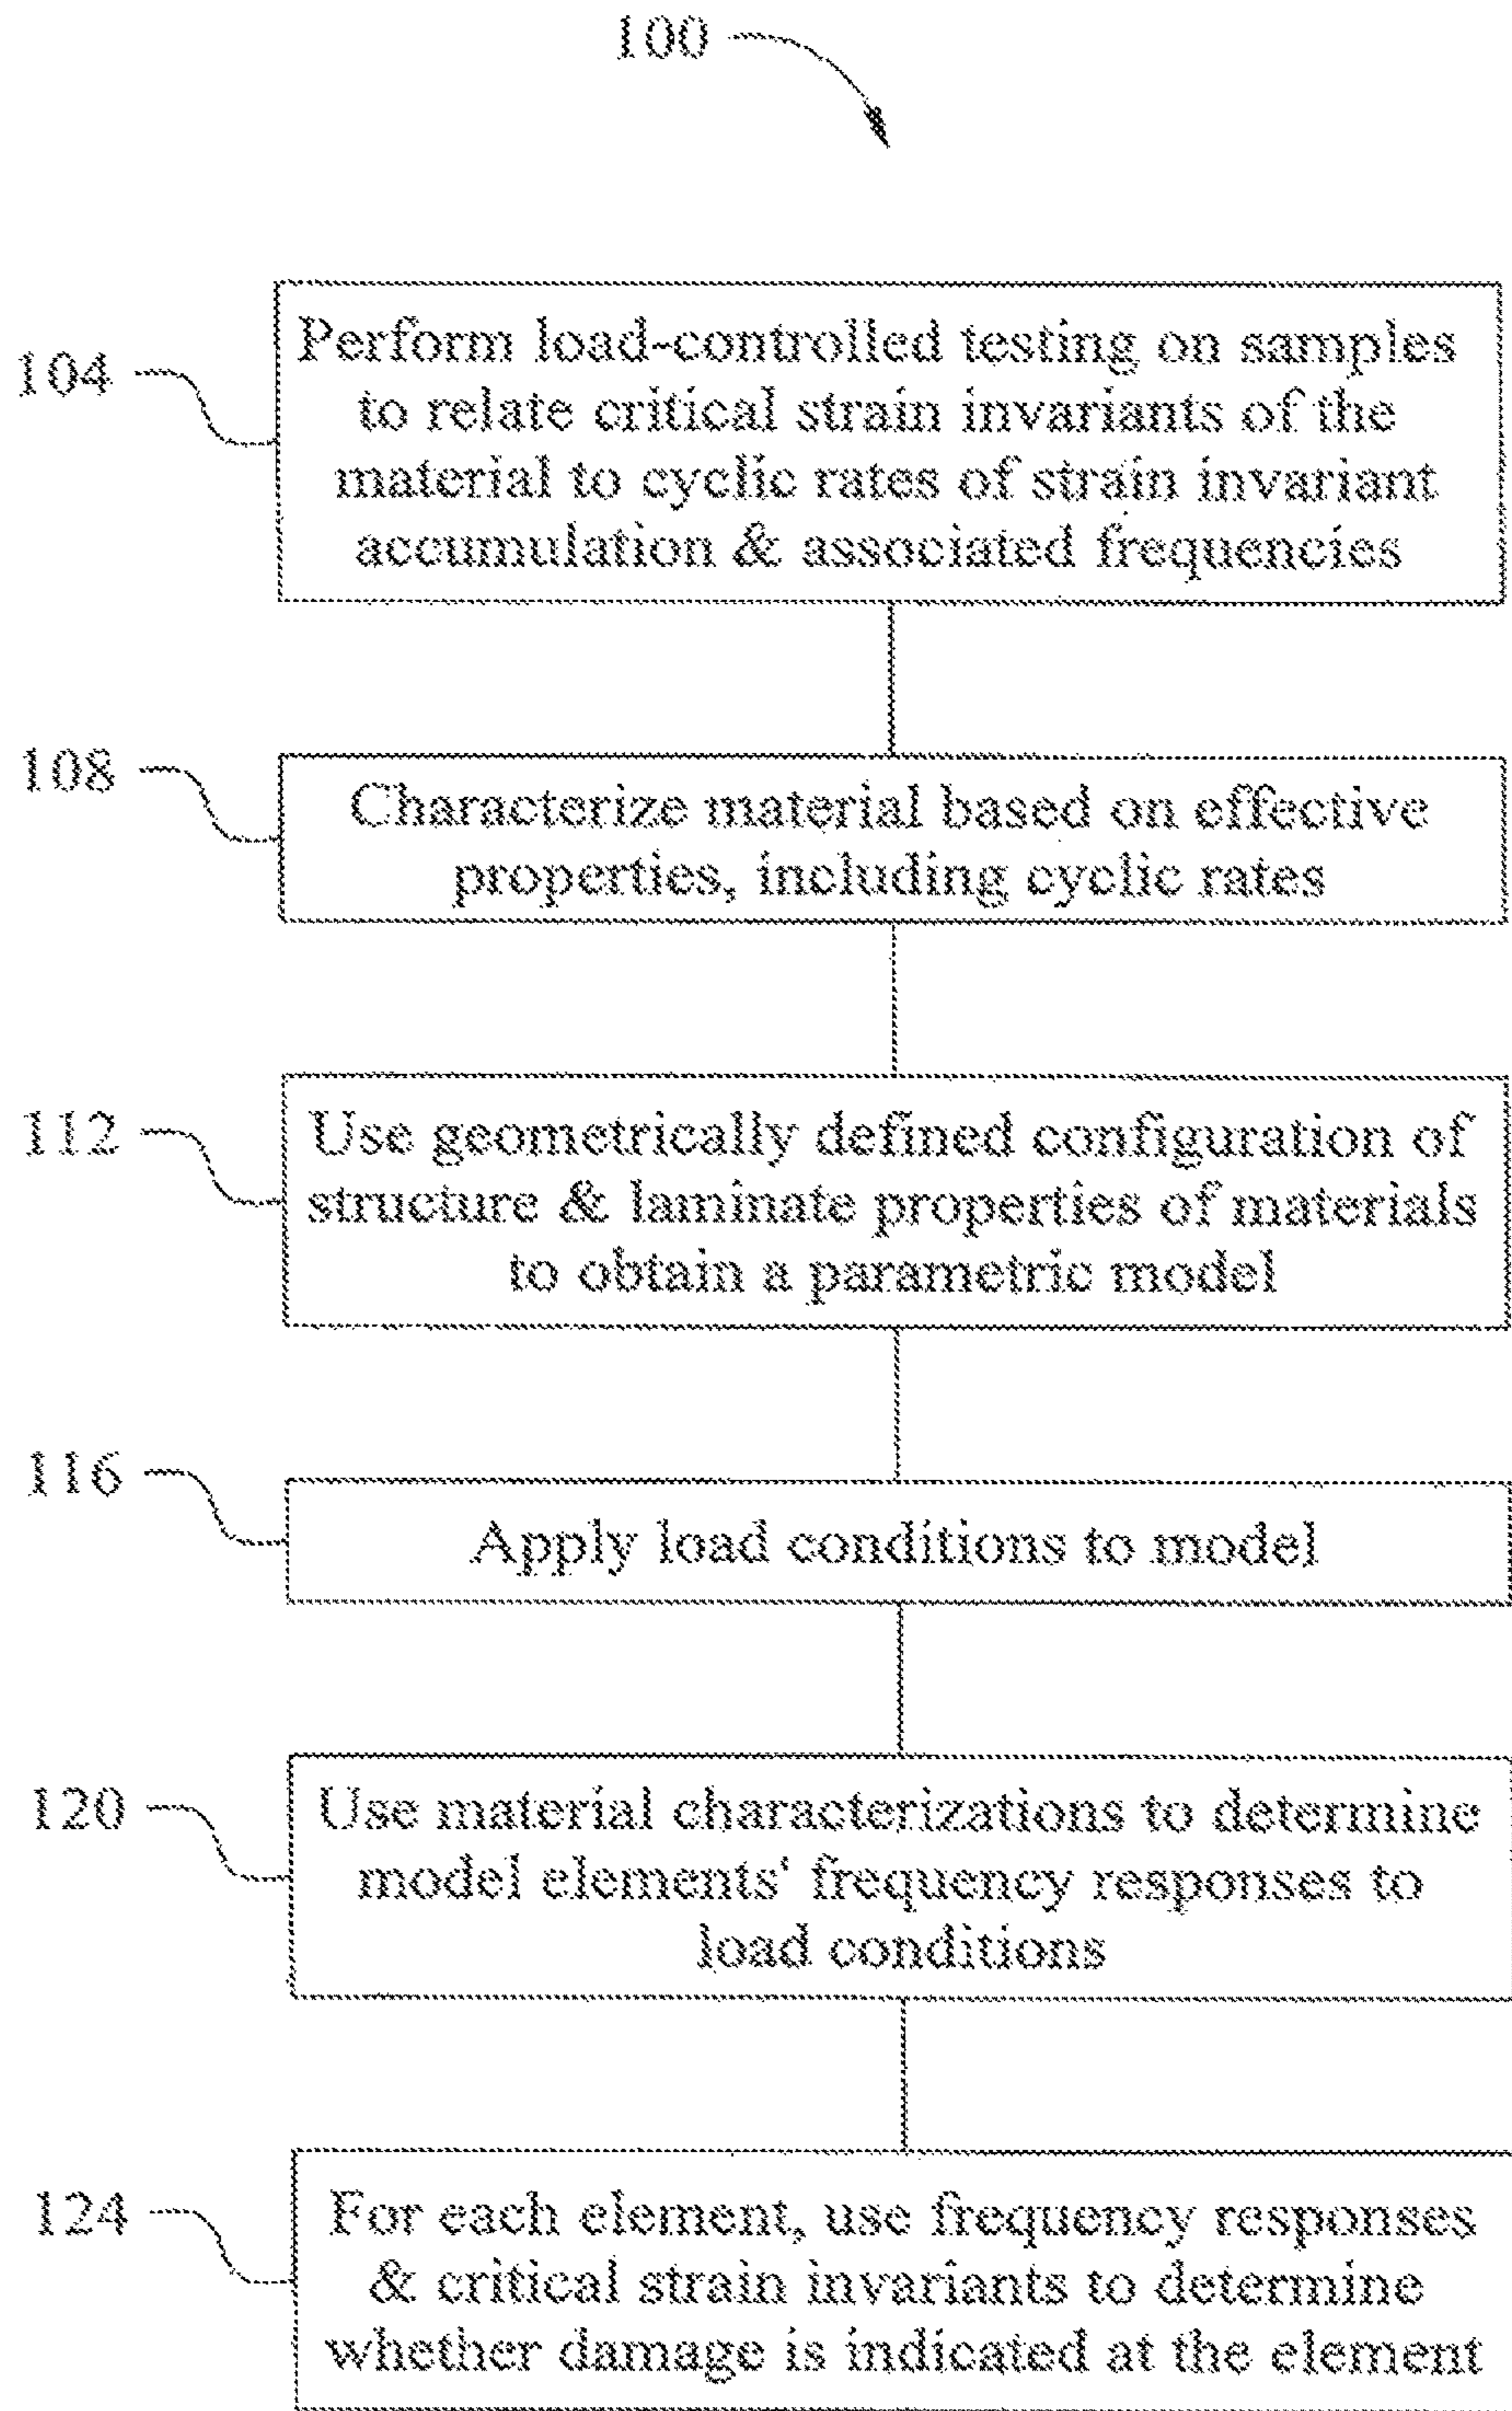 100
104
Perform load-controlled testing on samples
to relate critical strain invariants of the
material to cyclic rates of strain invariant
accumulation & associated frequencies
108
Characterize material based on effective
properties, including cyclic rates
112
Use geometrically defined configuration of
structure & laminate properties of materials
to obtain a parametric model
116
Apply load conditions to model
120
Use material characterizations to determine
model elements' frequency responses to
load conditions
124
For each element, use frequency responses
& critical strain invariants to determine
whether damage is indicated at the element